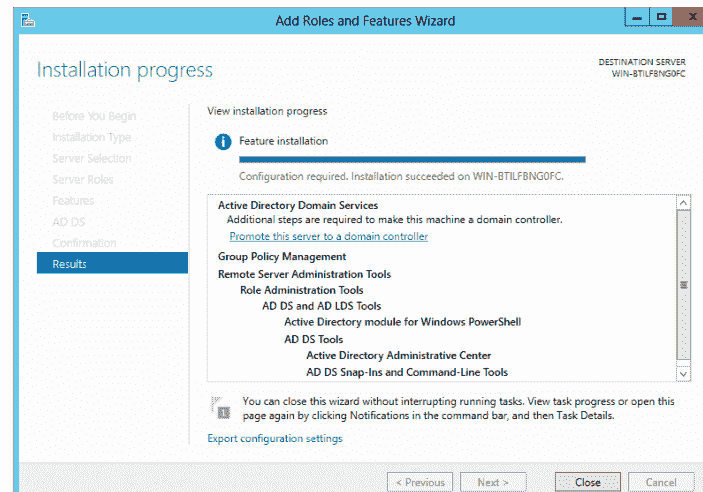 Add Roles and Features Wizard
Installation progress
DESTINATION SERVER
WIN-BTILFBNG0FC
Before You Begin
Installation Type
Server Selection
Server Roles
Features
AD DS
Confirmation
Results
View installation progress
Feature installation
Configuration required. Installation succeeded on WIN-BTILFBNG0FC.
Active Directory Domain Services
Additional steps are required to make this machine a domain controller.
Promote this server to a domain controller
Group Policy Management
Remote Server Administration Tools
Role Administration Tools
AD DS and AD LDS Tools
Active Directory module for Windows PowerShell
AD DS Tools
Active Directory Administrative Center
AD DS Snap-Ins and Command-Line Tools
You can close this wizard without interrupting running tasks. View task progress or open this
page again by clicking Notifications in the command bar, and then Task Details.
Export configuration settings
< Previous Next > Close Cancel